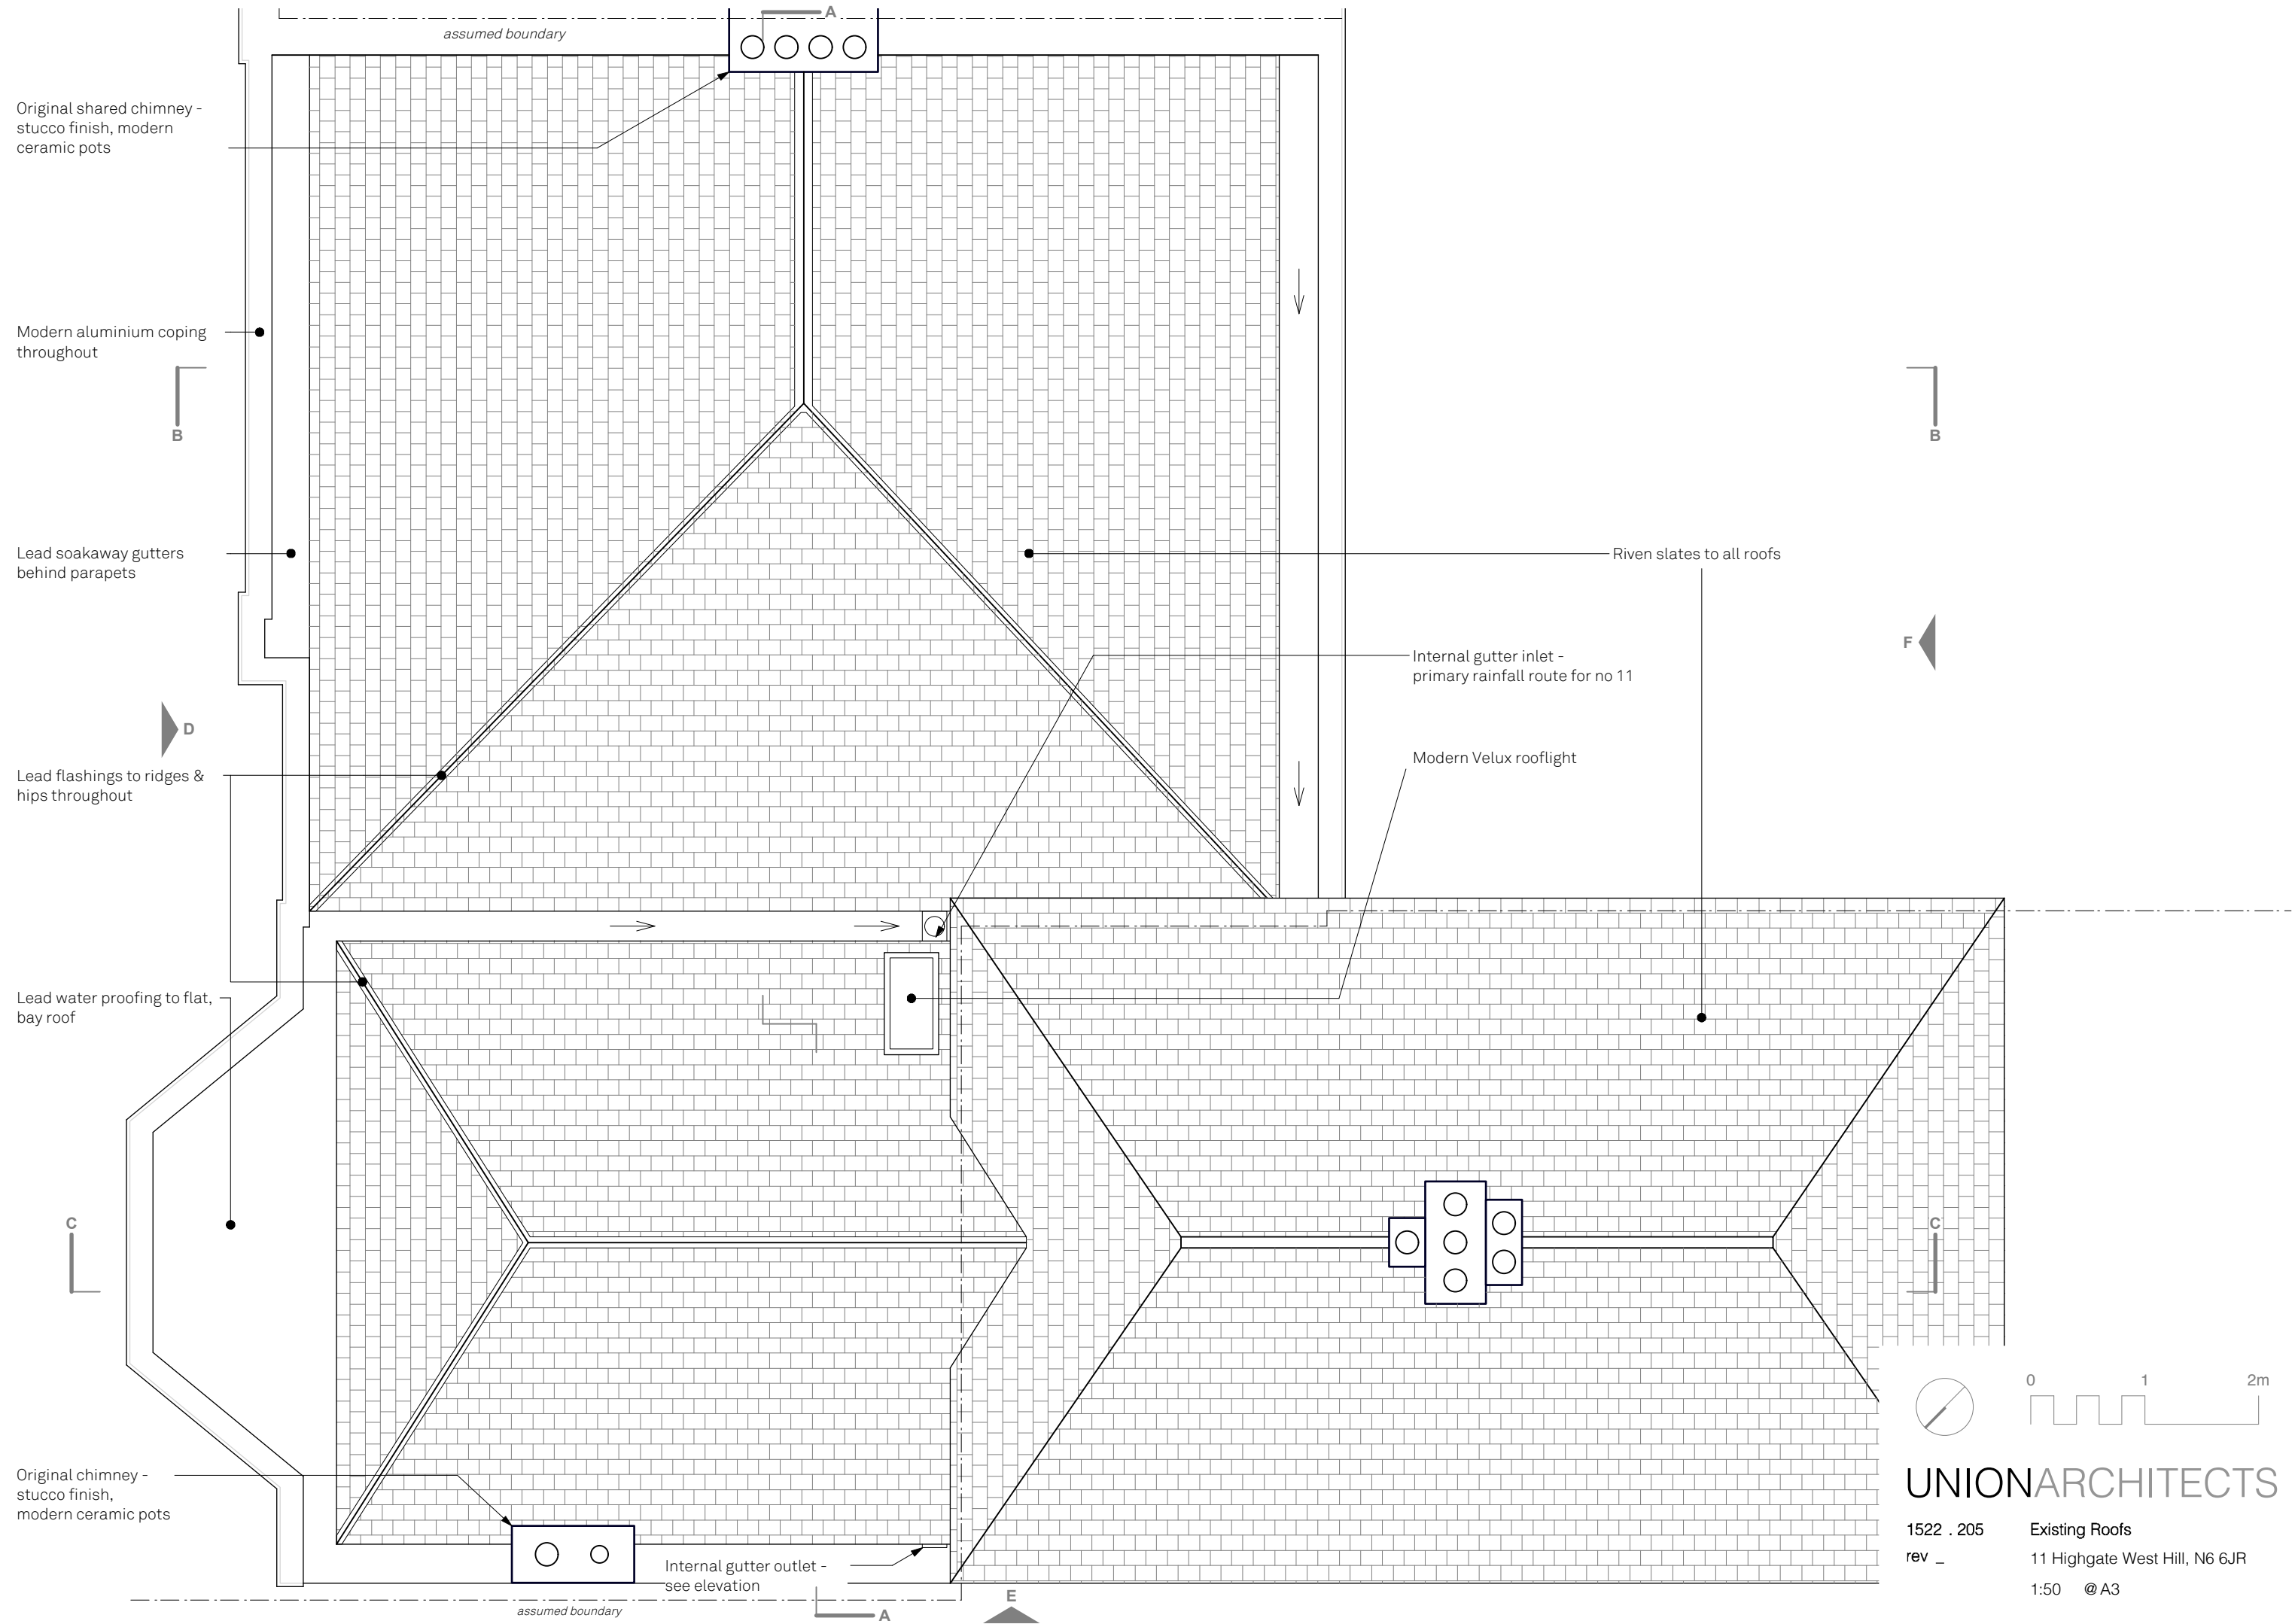 A
assumed boundary
Original shared chimney -
stucco finish, modern
ceramic pots
Modern aluminium coping
throughout
B
B
Lead soakaway gutters
behind parapets
Riven slates to all roofs
F
Internal gutter inlet -
primary rainfall route for no 11
D
Modern Velux rooflight
Lead flashings to ridges &
hips throughout
Lead water proofing to flat,
bay roof
C
C
0 1 2m
Original chimney -
stucco finish,
modern ceramic pots
UNIONARCHITECTS
1522 . 205 Existing Roofs
rev _ 11 Highgate West Hill, N6 6JR
1:50 @ A3
Internal gutter outlet -
see elevation
E
assumed boundary
A